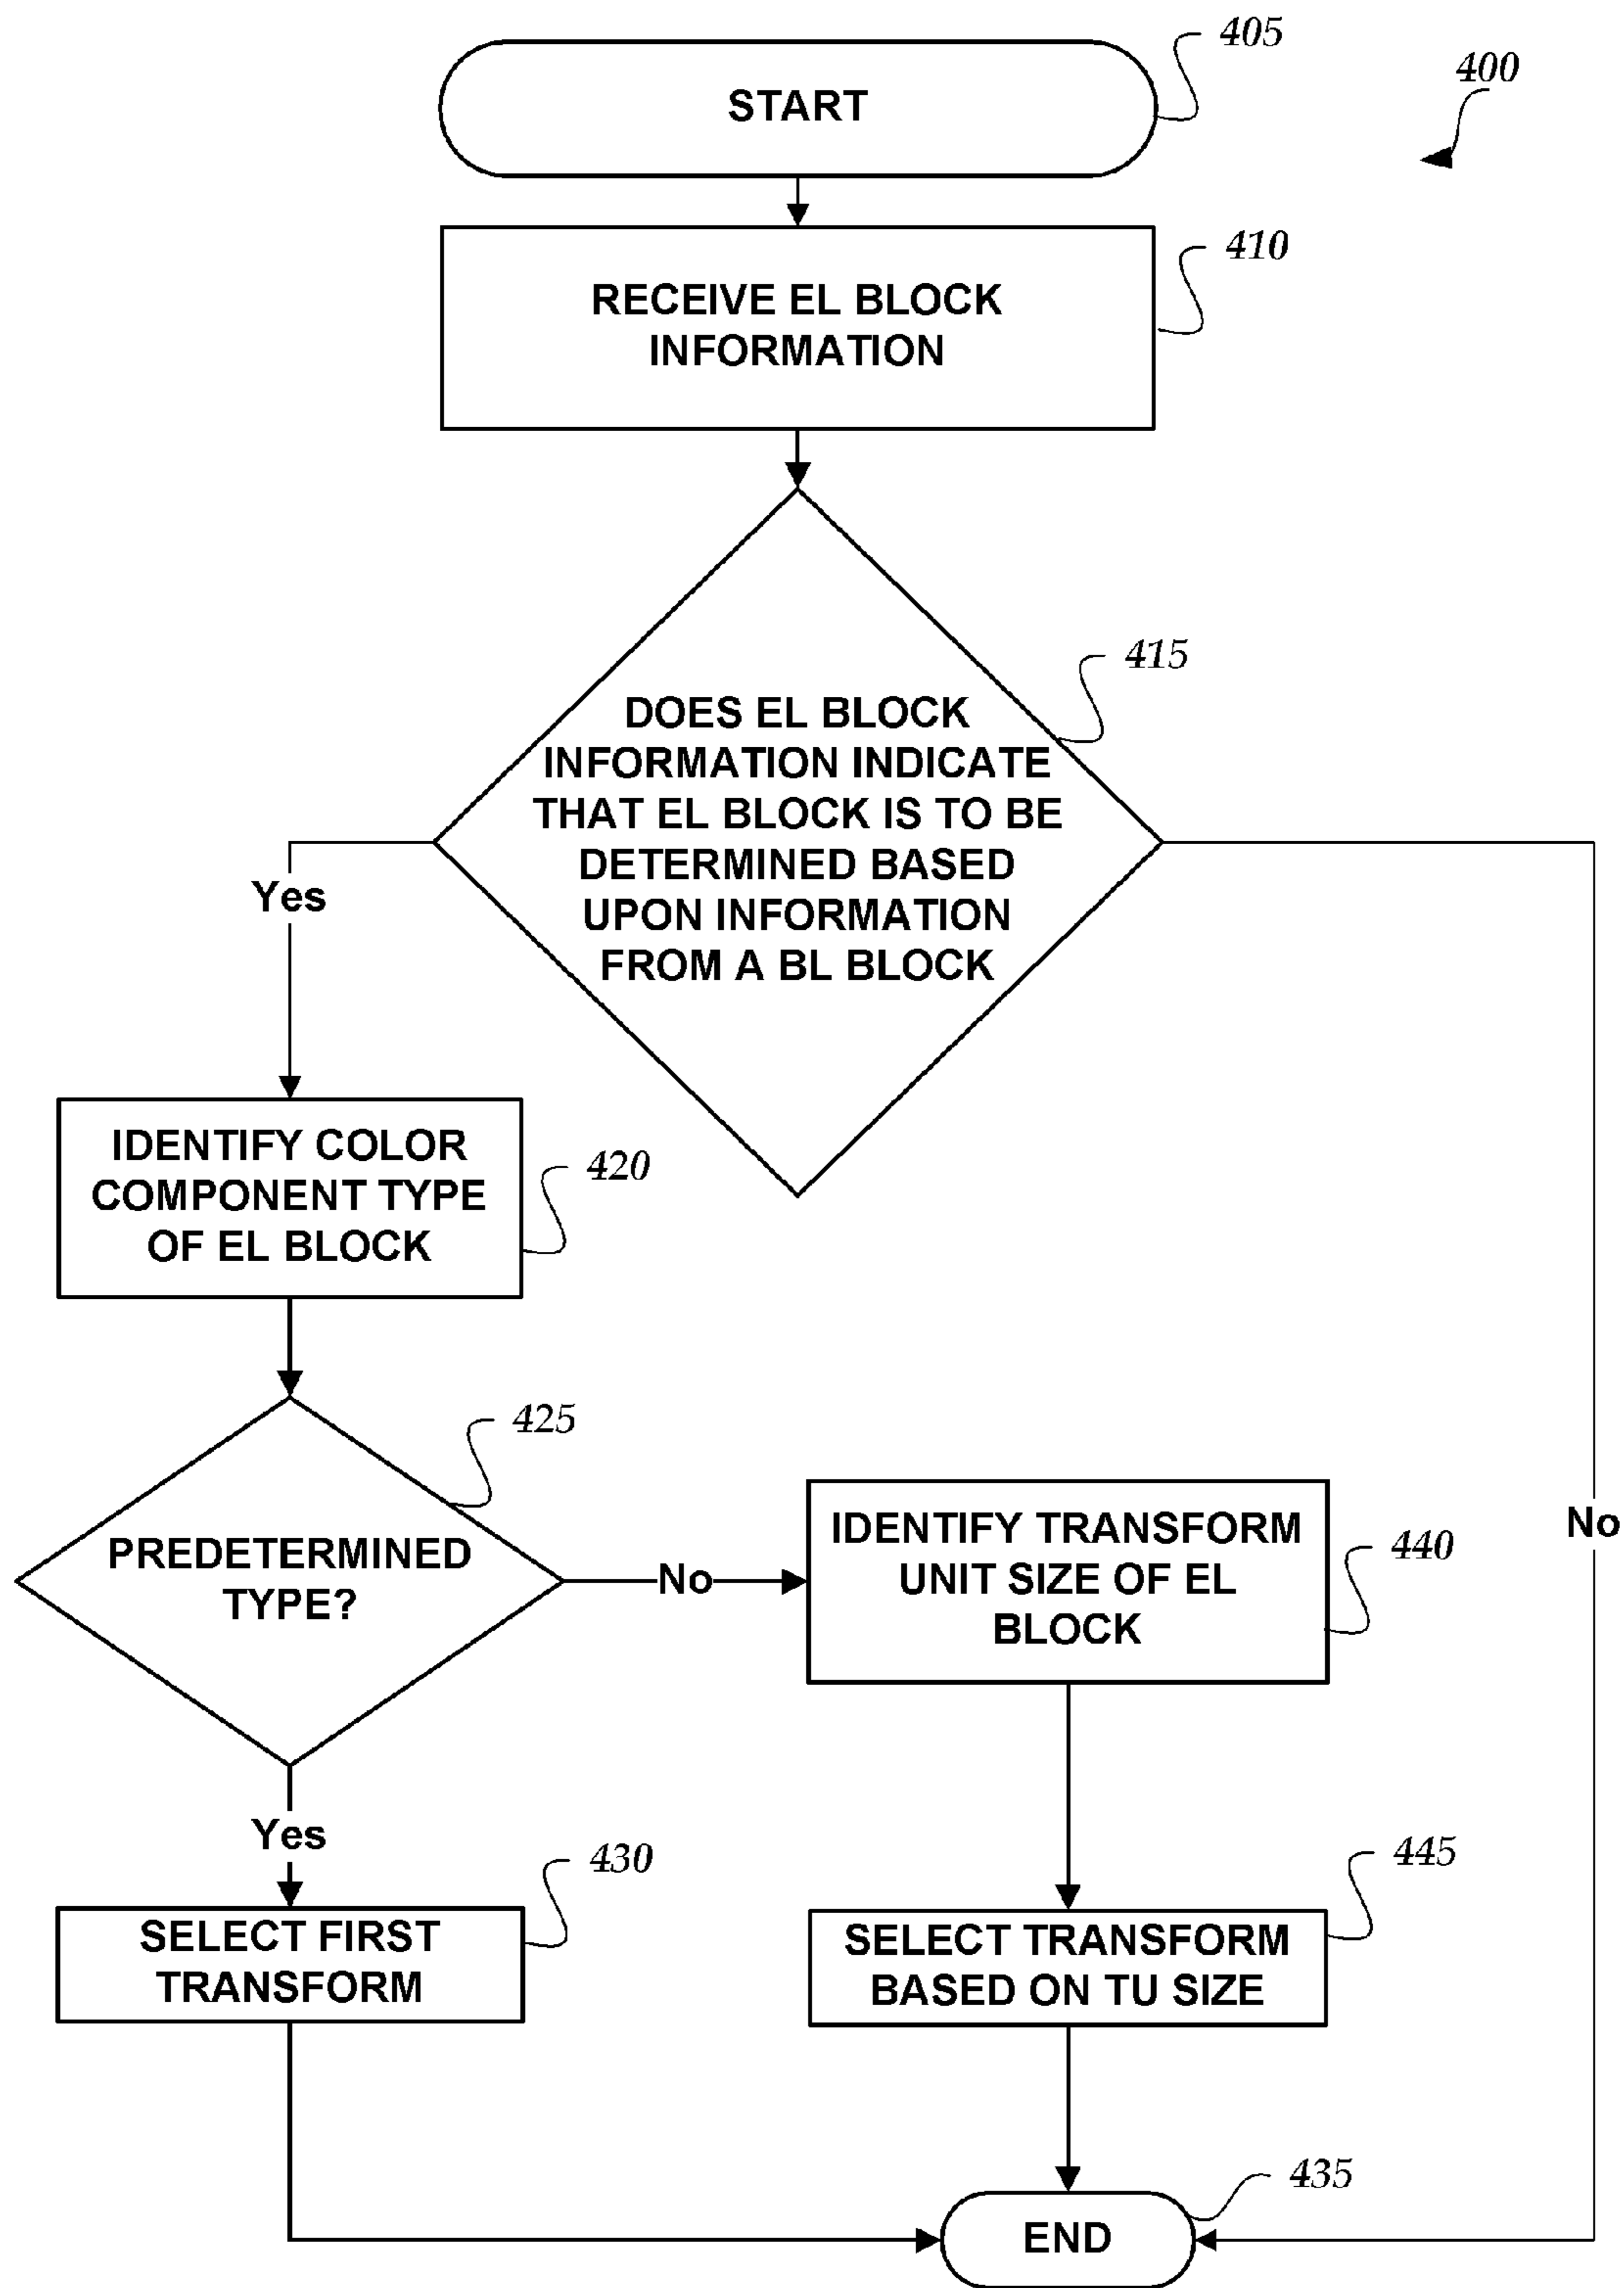 START
405
400
RECEIVE EL BLOCK
INFORMATION
410
DOES EL BLOCK
INFORMATION INDICATE
THAT EL BLOCK IS TO BE
DETERMINED BASED
UPON INFORMATION
FROM A BL BLOCK
415
Yes
No
IDENTIFY COLOR
COMPONENT TYPE
OF EL BLOCK
420
PREDETERMINED
TYPE?
425
No
IDENTIFY TRANSFORM
UNIT SIZE OF EL
BLOCK
440
Yes
SELECT FIRST
TRANSFORM
430
SELECT TRANSFORM
BASED ON TU SIZE
445
END
435